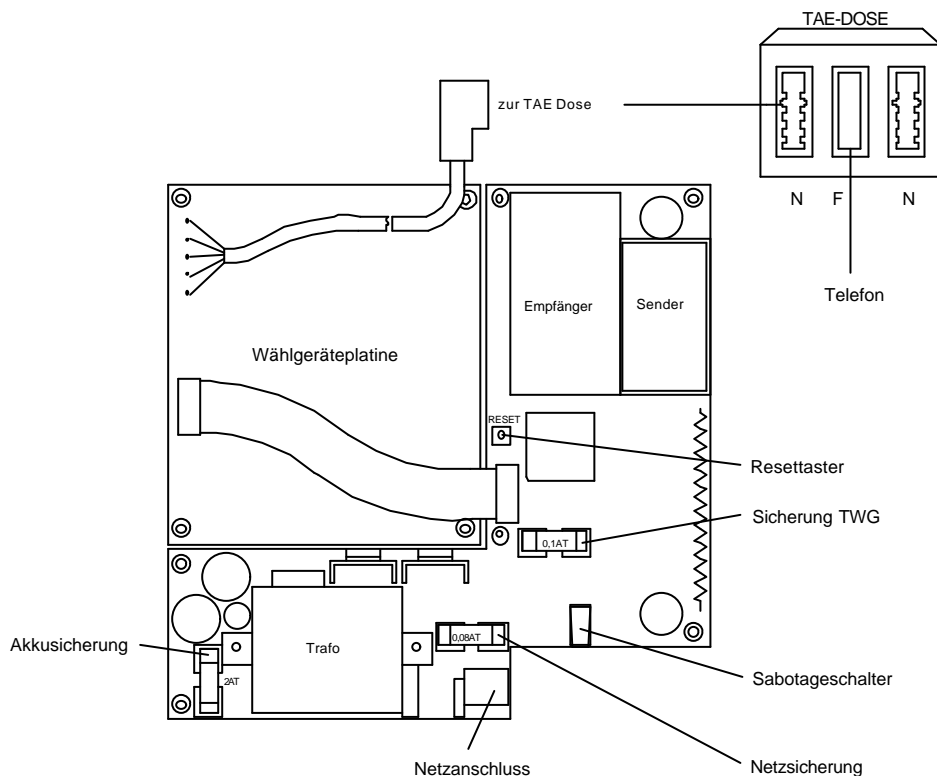 TAE-DOSE
zur TAE Dose
N F N
Telefon
Empfänger
Sender
Wählgeräteplatine
RESET
Resettaster
Sicherung TWG
0,1AT
Akkusicherung
Trafo
0,08AT
2AT
Sabotageschalter
Netzanschluss
Netzsicherung